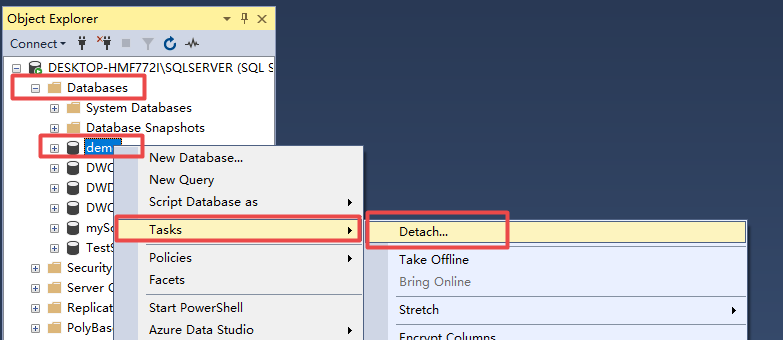 Object Explorer
Connect
DESKTOP-HMF772I\SQLSERVER (SQL S
Databases
System Databases
Database Snapshots
dem
New Database...
DWC
New Query
DWD
Script Database as
DWC
mySc
Tasks
Detach...
TestS
Policies
Take Offline
Security
Facets
Bring Online
Server O
Replicat
Start PowerShell
Stretch
PolyBase
Azure Data Studio
Encrypt Columns